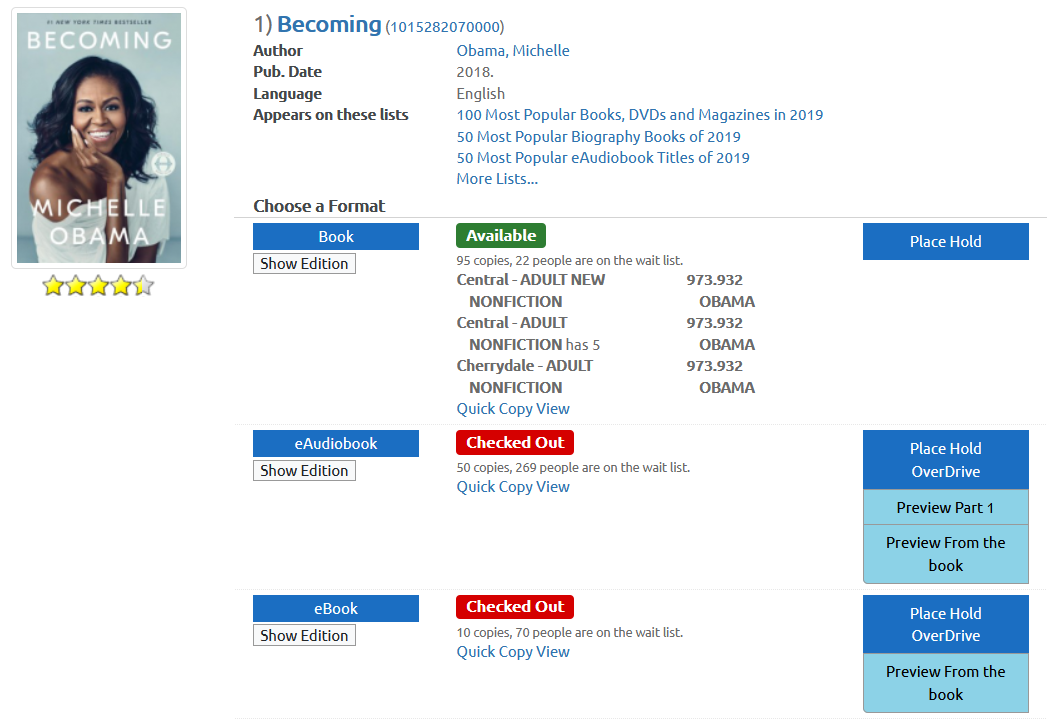 #1 NEW YORK TIMES BESTSELLER
BECOMING
MICHELLE
OBAMA
1) Becoming (1015282070000)
Author Obama, Michelle
Pub. Date 2018.
Language English
Appears on these lists 100 Most Popular Books, DVDs and Magazines in 2019
50 Most Popular Biography Books of 2019
50 Most Popular eAudiobook Titles of 2019
More Lists...
Choose a Format
Book Available Place Hold
Show Edition 95 copies, 22 people are on the wait list.
Central - ADULT NEW 973.932
NONFICTION OBAMA
Central - ADULT 973.932
NONFICTION has 5 OBAMA
Cherrydale - ADULT 973.932
NONFICTION OBAMA
Quick Copy View
eAudiobook Checked Out Place Hold
Show Edition 50 copies, 269 people are on the wait list. OverDrive
Quick Copy View
Preview Part 1
Preview From the
book
eBook Checked Out Place Hold
Show Edition 10 copies, 70 people are on the wait list. OverDrive
Quick Copy View
Preview From the
book